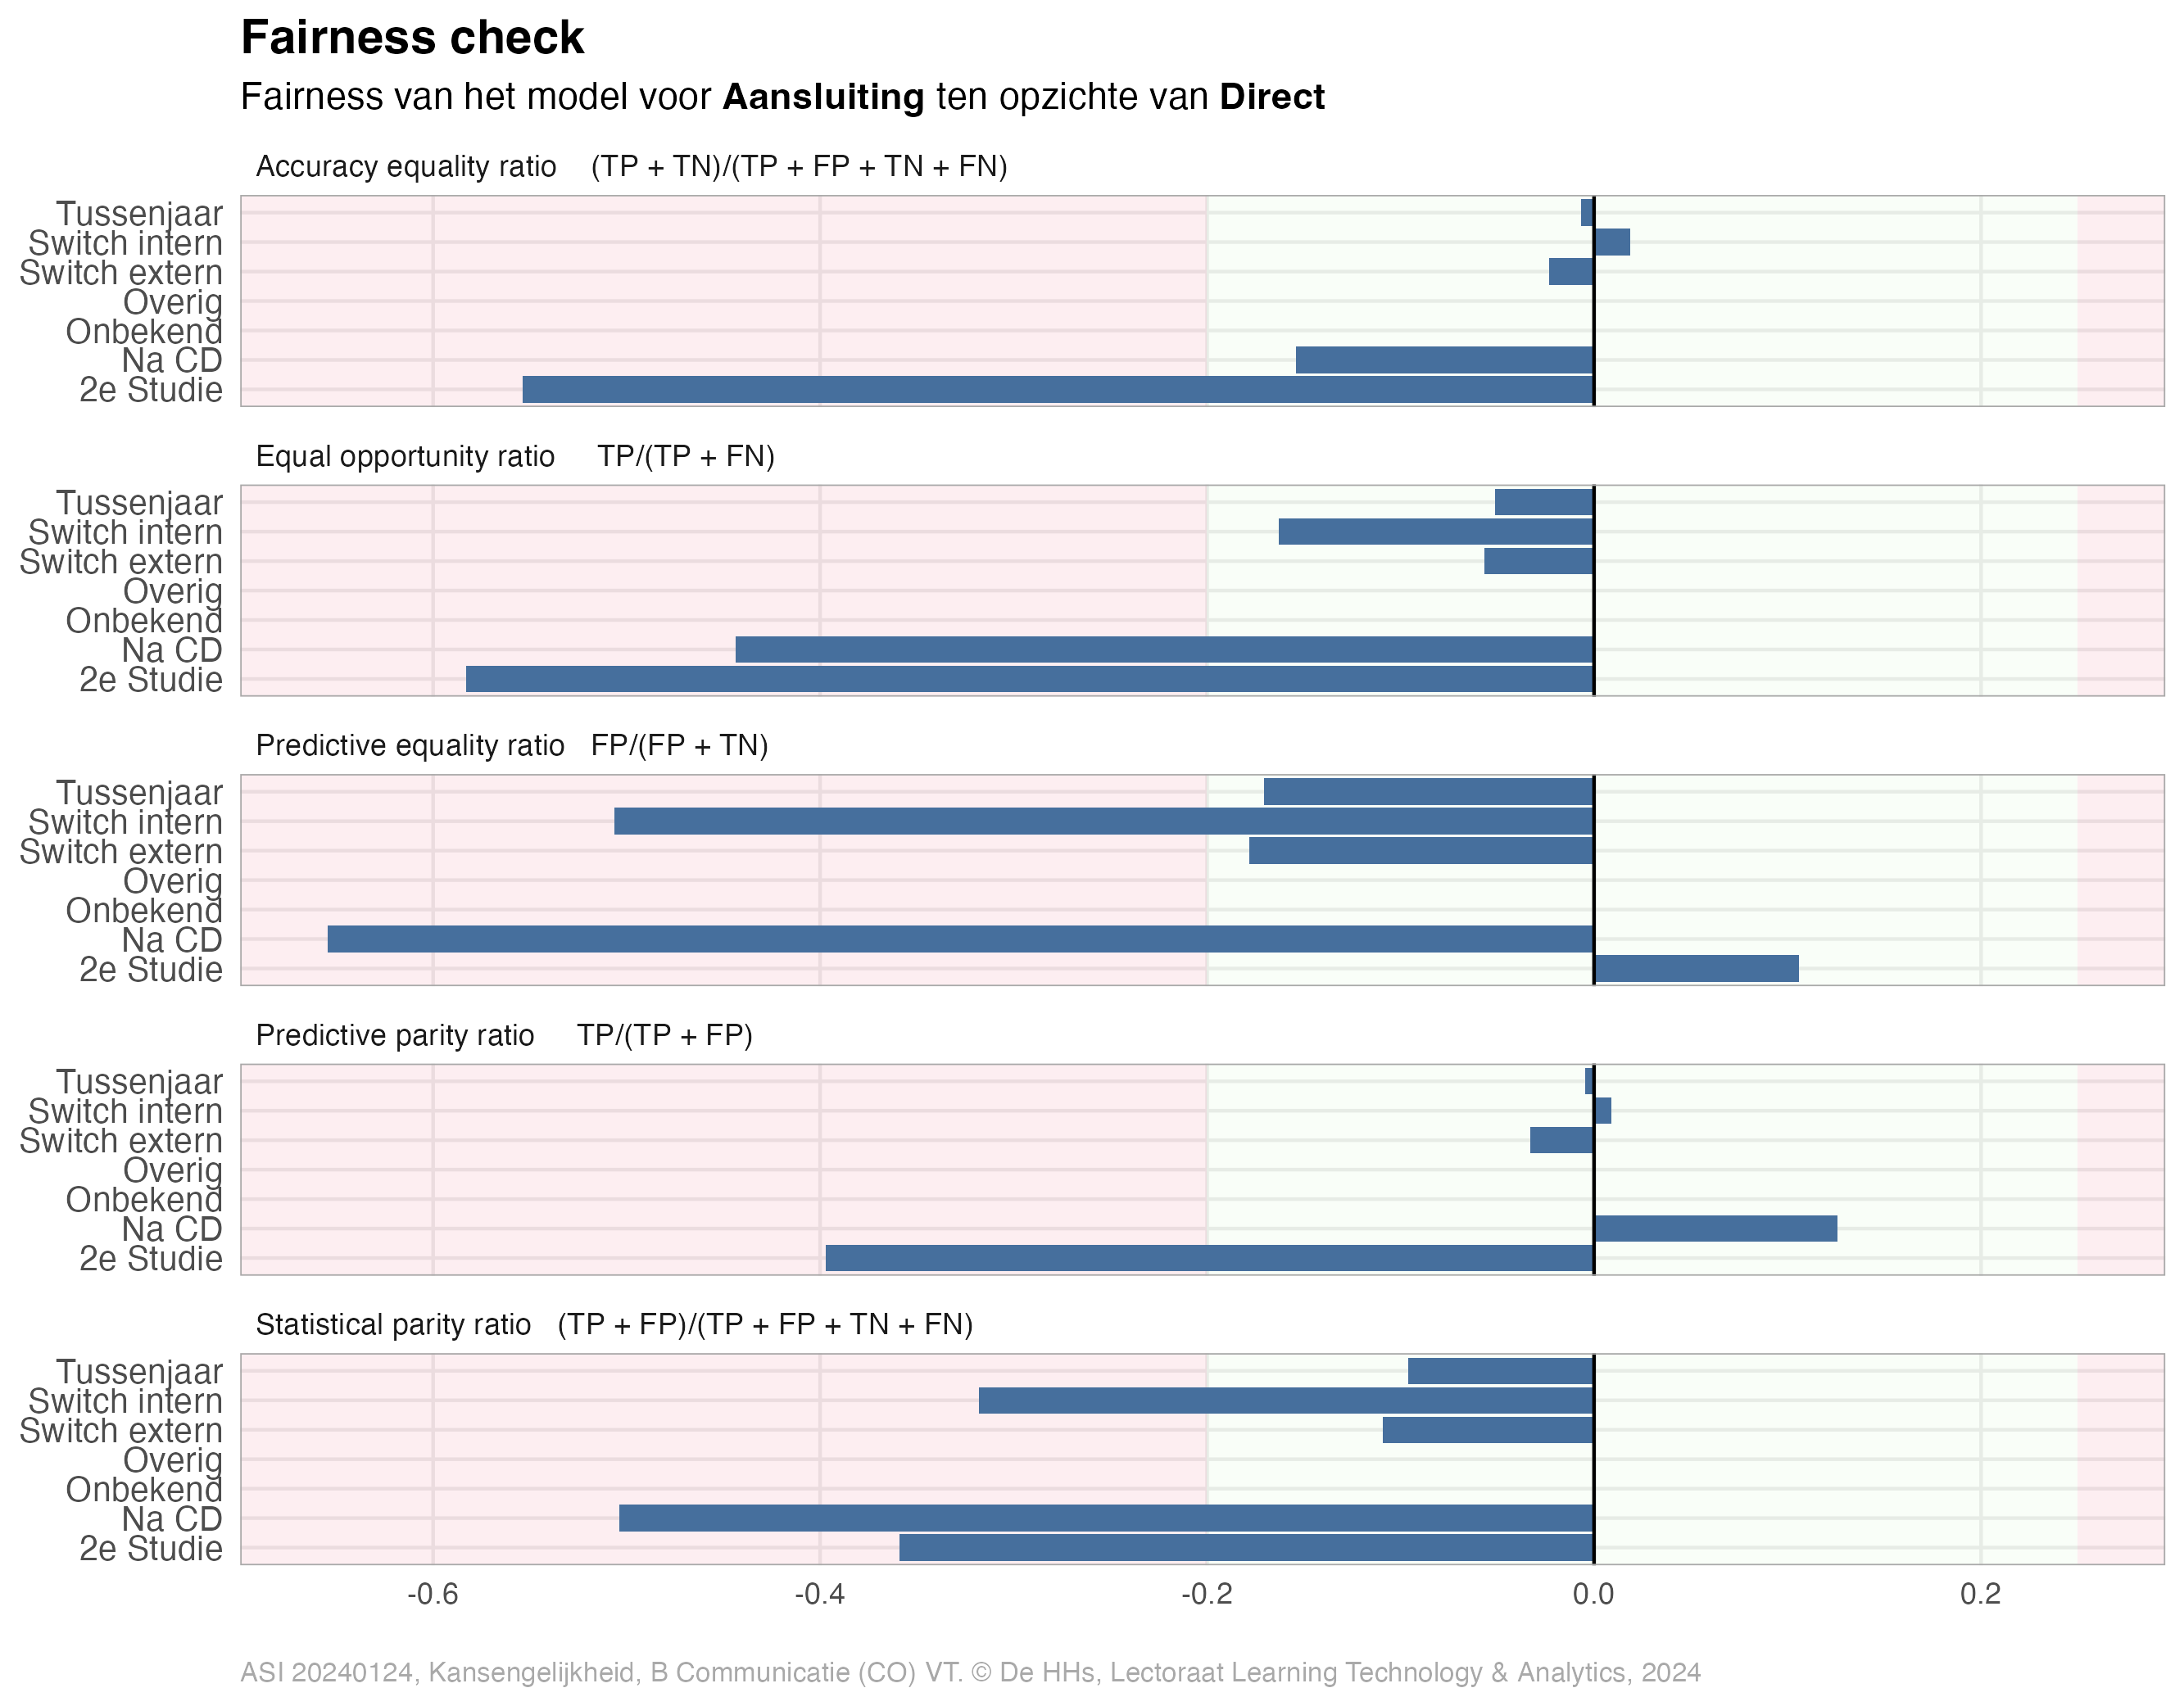 Fairness check
Fairness van het model voor Aansluiting ten opzichte van Direct
Accuracy equality ratio (TP + TN)/(TP + FP + TN + FN)
Tussenjaar
Switch intern
Switch extern
Overig
Onbekend
Na CD
2e Studie
Equal opportunity ratio TP/(TP + FN)
Tussenjaar
Switch intern
Switch extern
Overig
Onbekend
Na CD
2e Studie
Predictive equality ratio FP/(FP + TN)
Tussenjaar
Switch intern
Switch extern
Overig
Onbekend
Na CD
2e Studie
Predictive parity ratio TP/(TP + FP)
Tussenjaar
Switch intern
Switch extern
Overig
Onbekend
Na CD
2e Studie
Statistical parity ratio (TP + FP)/(TP + FP + TN + FN)
Tussenjaar
Switch intern
Switch extern
Overig
Onbekend
Na CD
2e Studie
-0.6 -0.4 -0.2 0.0 0.2
ASI 20240124, Kansengelijkheid, B Communicatie (CO) VT. © De HHs, Lectoraat Learning Technology & Analytics, 2024